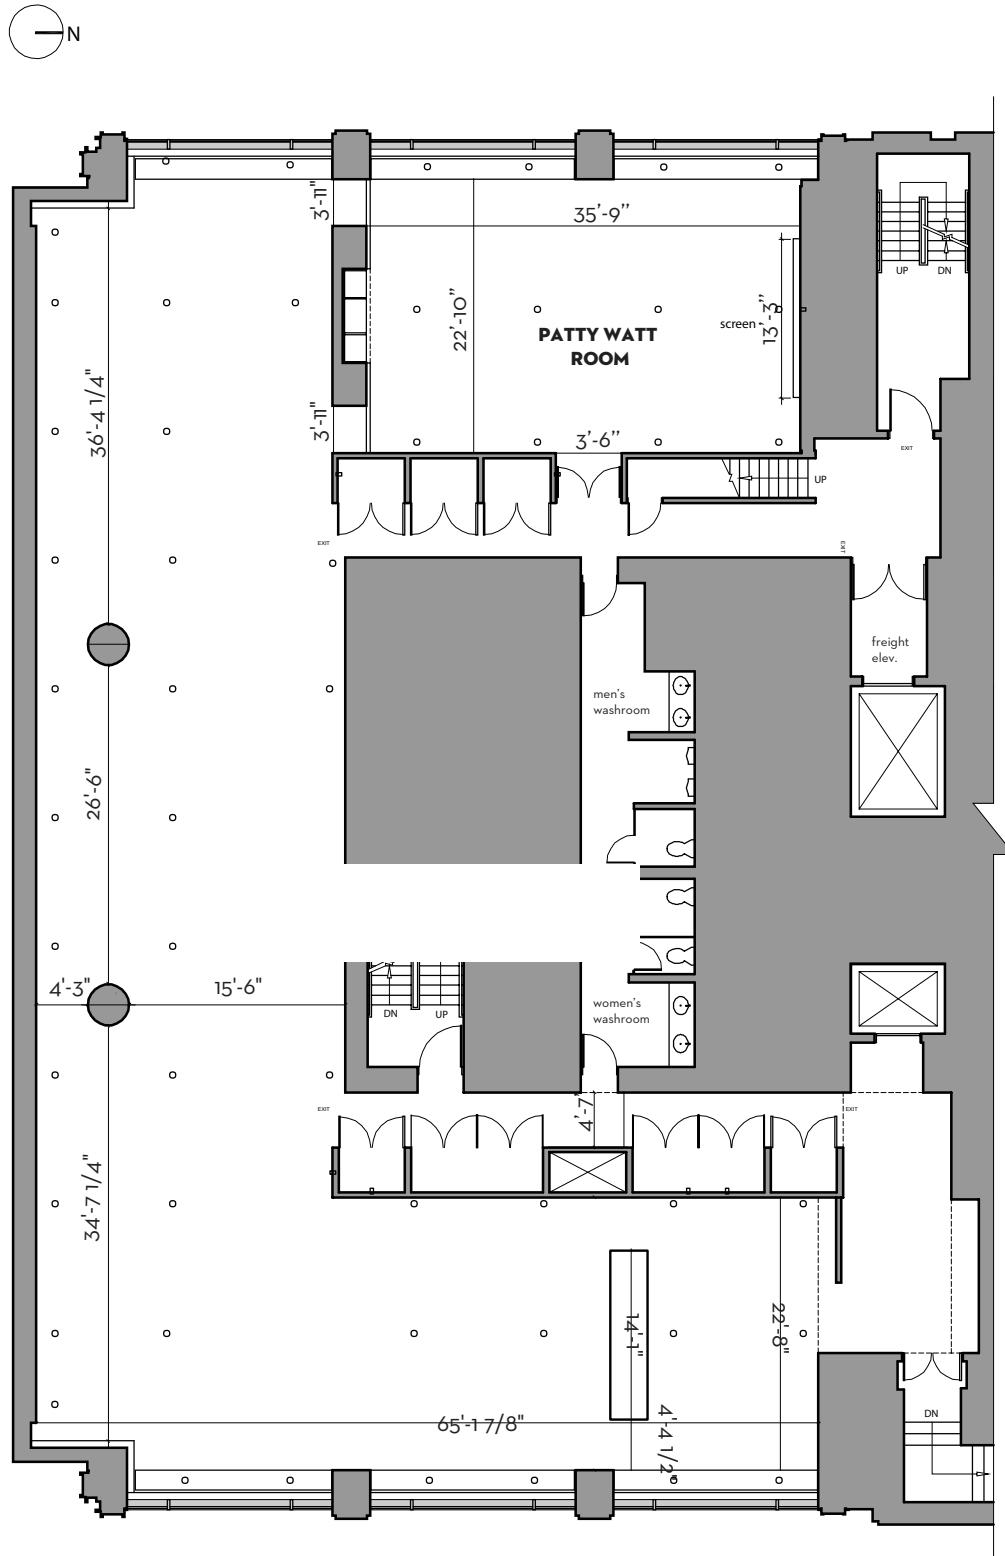 N
3'-11"
35'-9”
UP
DN
22'-10”
screen
13'-3”
PATTY WATT
ROOM
36'-4 1/4"
3'-11"
3'-6”
EXIT
UP
EXIT
EXIT
freight
elev.
men's
washroom
26'-6"
4'-3"
15'-6"
DN
UP
women's
washroom
EXIT
4'-7"
EXIT
34'-7 1/4"
14'-1"
22'-8"
65'-1 7/8"
4'-4 1/2"
DN